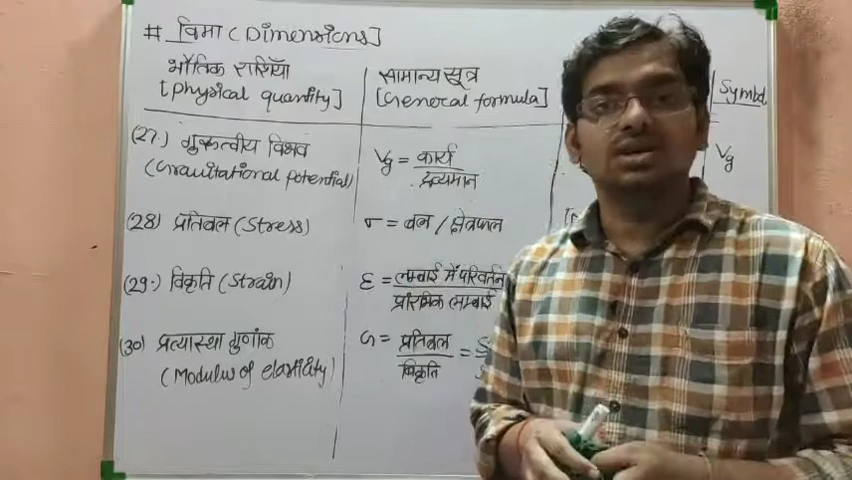 # विमा (Dimensions]
भौतिक राशियाँ
[physical quantity]
सामान्य सूत्र
[General formula]
Symbol
(27.) गुरुत्वीय विभव
(Gravitational potential)
Vg = कार्य
द्रव्यमान
Vg
(28) प्रतिबल (Stress)
σ = बल / क्षेत्रफल
(29.) विकृति (Strain)
ε = लम्बाई में परिवर्तन
प्रारंभिक लम्बाई
(30) प्रत्यास्था गुणांक
(Modulus of elasticity)
= प्रतिबल =
विकृति